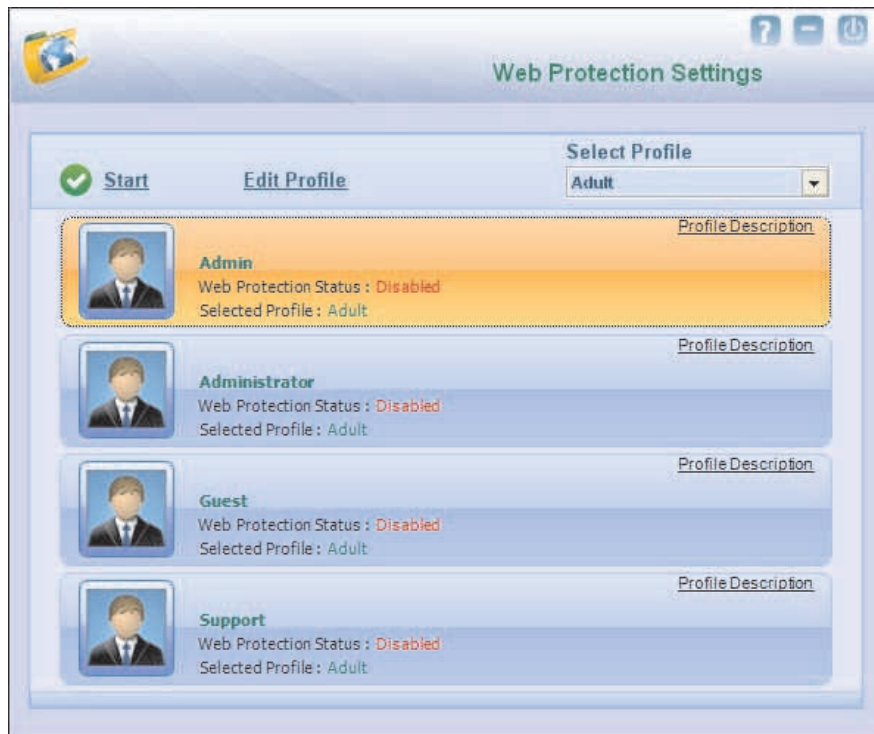 ?
Web Protection Settings
Select Profile
Start Edit Profile Adult
Profile Description
Admin
Web Protection Status : Disabled
Selected Profile : Adult
Profile Description
Administrator
Web Protection Status : Disabled
Selected Profile : Adult
Profile Description
Guest
Web Protection Status : Disabled
Selected Profile : Adult
Profile Description
Support
Web Protection Status : Disabled
Selected Profile : Adult